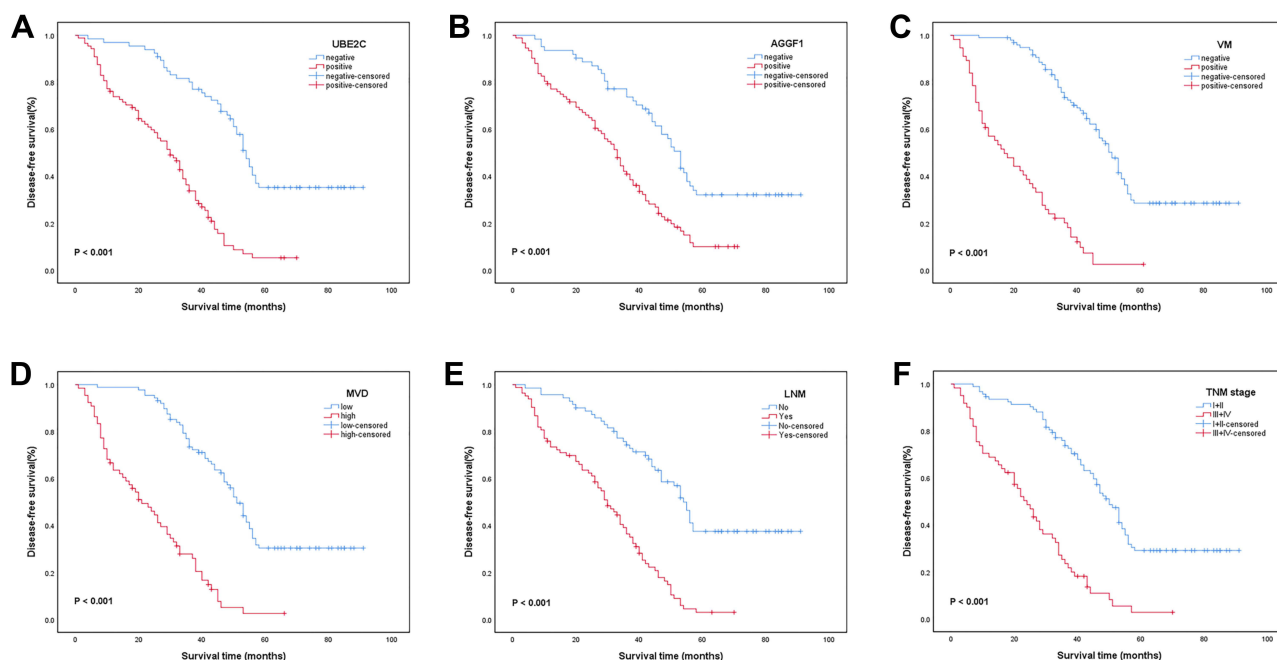 A
UBE2C
negative
positive
negative-censored
positive-censored
Disease-free survival(%)
1.0
0.8
0.6
0.4
0.2
0.0
P < 0.001
0 20 40 60 80 100
Survival time (months)
B
AGGF1
negative
positive
negative-censored
positive-censored
Disease-free survival(%)
1.0
0.8
0.6
0.4
0.2
0.0
P < 0.001
0 20 40 60 80 100
Survival time (months)
C
VM
negative
positive
negative-censored
positive-censored
Disease-free survival(%)
1.0
0.8
0.6
0.4
0.2
0.0
P < 0.001
0 20 40 60 80 100
Survival time (months)
D
MVD
low
high
low-censored
high-censored
Disease-free survival(%)
1.0
0.8
0.6
0.4
0.2
0.0
P < 0.001
0 20 40 60 80 100
Survival time (months)
E
LNM
No
Yes
No-censored
Yes-censored
Disease-free survival(%)
1.0
0.8
0.6
0.4
0.2
0.0
P < 0.001
0 20 40 60 80 100
Survival time (months)
F
TNM stage
I+II
III+IV
I+II-censored
III+IV-censored
Disease-free survival(%)
1.0
0.8
0.6
0.4
0.2
0.0
P < 0.001
0 20 40 60 80 100
Survival time (months)